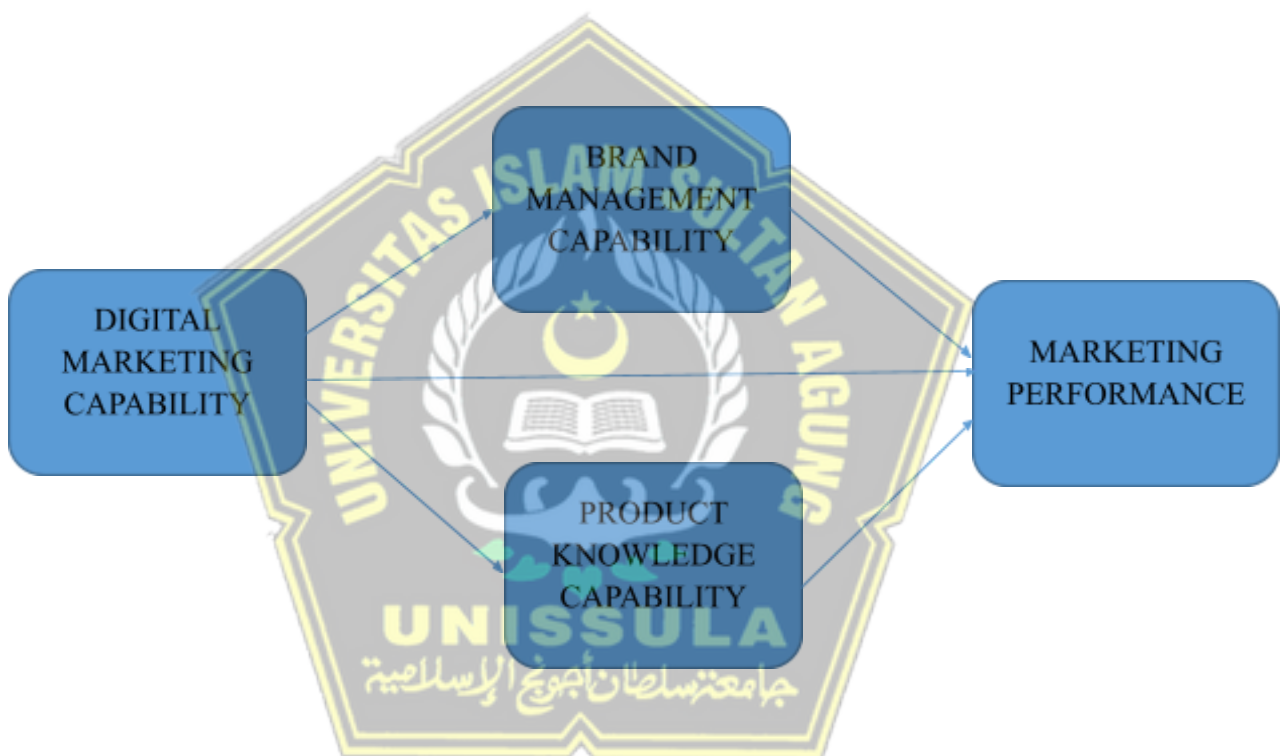 BRAND
MANAGEMENT
CAPABILITY
DIGITAL
MARKETING
CAPABILITY
MARKETING
PERFORMANCE
PRODUCT
KNOWLEDGE
CAPABILITY
UNIVERSITAS ISLAM SULTAN AGUNG
UNISSULA
جامعة سلطان أجونج الإسلامية